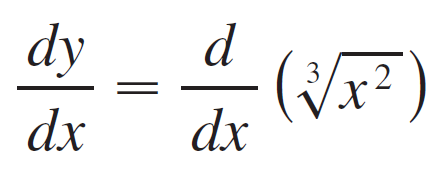 dy/dx = d/dx (∛x²)